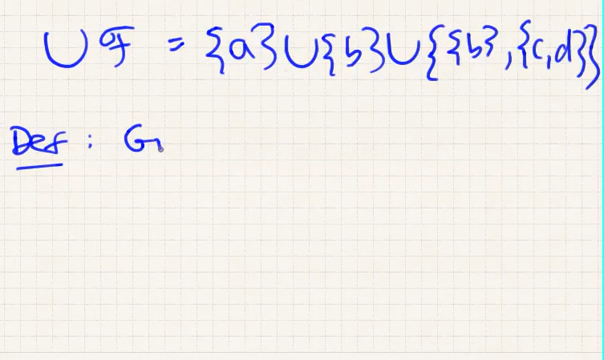 ∪ ℱ = {a}∪{b}∪{{b},{c,d}}
Def : G